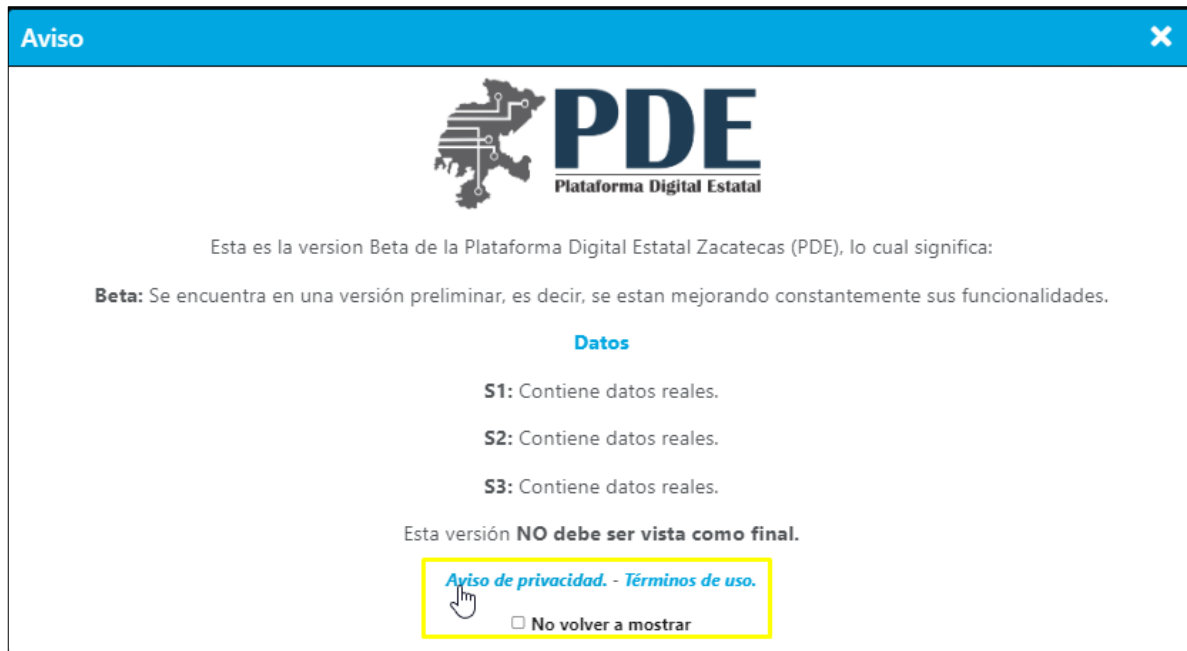 Aviso
PDE
Plataforma Digital Estatal
Esta es la version Beta de la Plataforma Digital Estatal Zacatecas (PDE), lo cual significa:
Beta: Se encuentra en una versión preliminar, es decir, se estan mejorando constantemente sus funcionalidades.
Datos
S1: Contiene datos reales.
S2: Contiene datos reales.
S3: Contiene datos reales.
Esta versión NO debe ser vista como final.
Aviso de privacidad. - Términos de uso.
No volver a mostrar